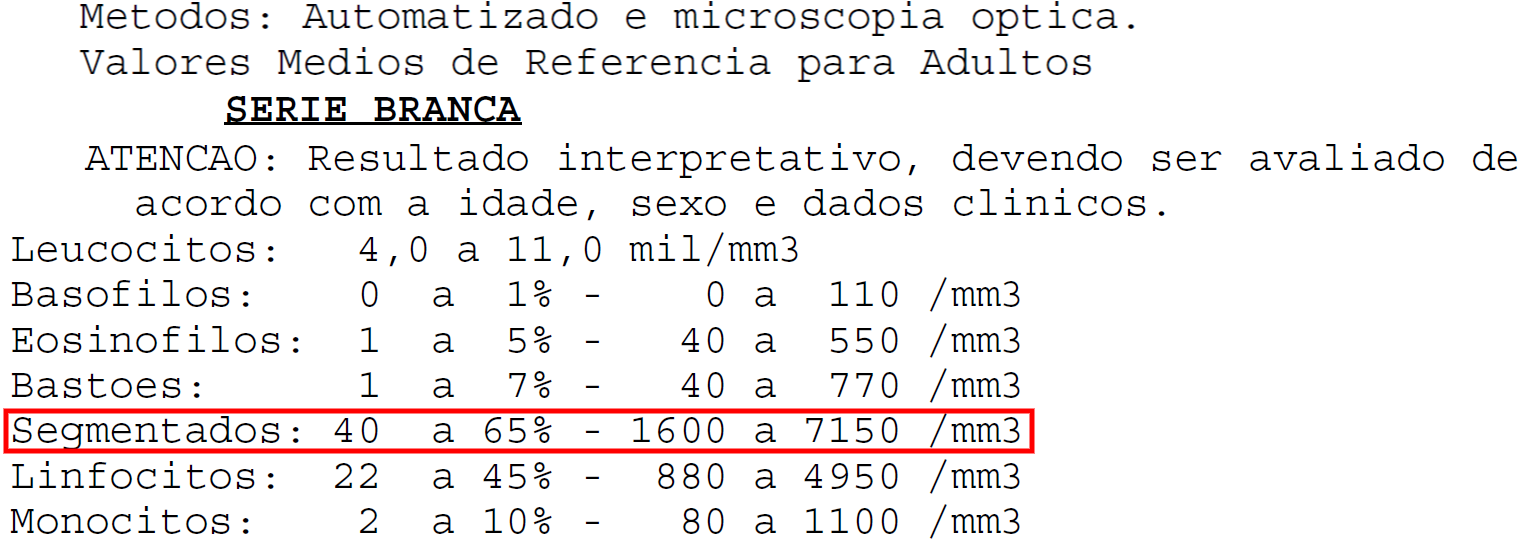 Metodos: Automatizado e microscopia optica.
Valores Medios de Referencia para Adultos
SERIE BRANCA
ATENCAO: Resultado interpretativo, devendo ser avaliado de
acordo com a idade, sexo e dados clinicos.
Leucocitos: 4,0 a 11,0 mil/mm3
Basofilos: 0 a 1% - 0 a 110 /mm3
Eosinofilos: 1 a 5% - 40 a 550 /mm3
Bastoes: 1 a 7% - 40 a 770 /mm3
Segmentados: 40 a 65% - 1600 a 7150 /mm3
Linfocitos: 22 a 45% - 880 a 4950 /mm3
Monocitos: 2 a 10% - 80 a 1100 /mm3